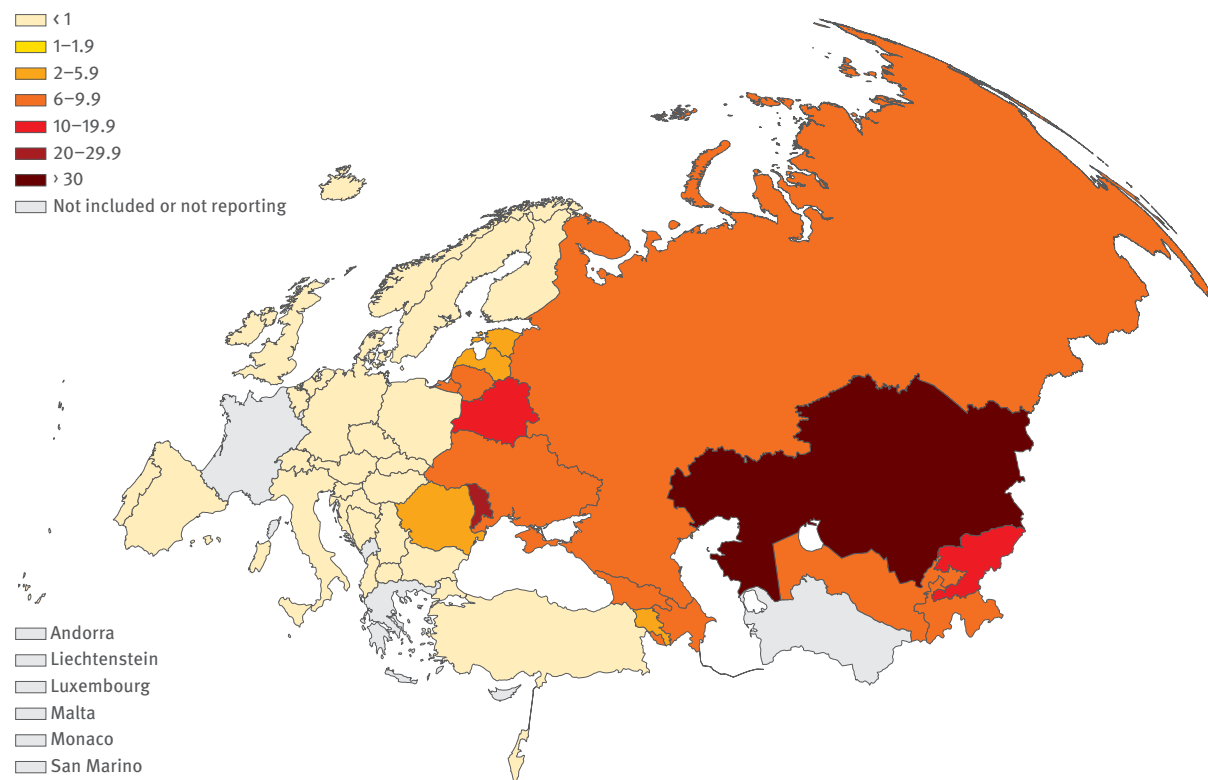 ‹ 1
1–1.9
2–5.9
6–9.9
10–19.9
20–29.9
› 30
Not included or not reporting
Andorra
Liechtenstein
Luxembourg
Malta
Monaco
San Marino